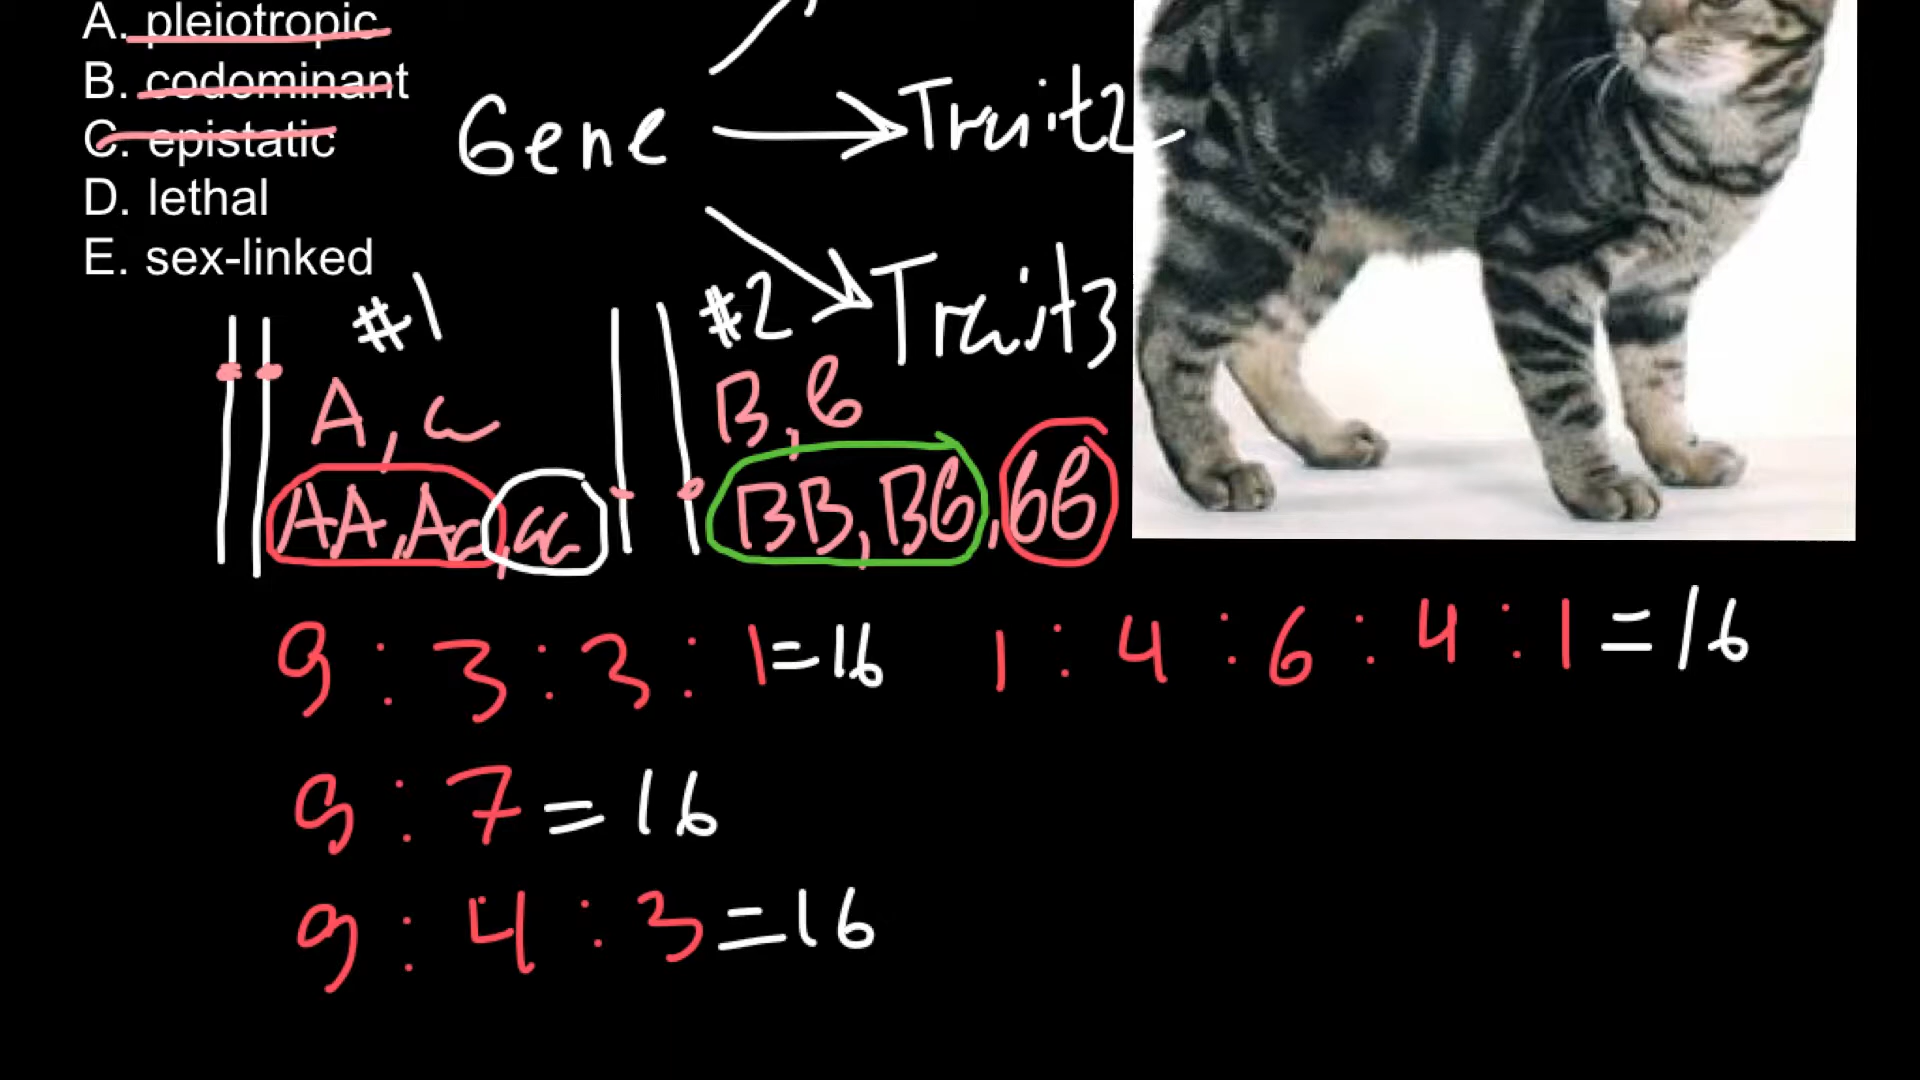 A. pleiotropic
B. codominant
C. epistatic
D. lethal
E. sex-linked
Gene
Trait2
Trait3
#1
#2
A, a
B, b
AA, Aa, aa
BB, Bb, bb
9 : 3 : 3 : 1 = 16
1 : 4 : 6 : 4 : 1 = 16
9 : 7 = 16
9 : 4 : 3 = 16